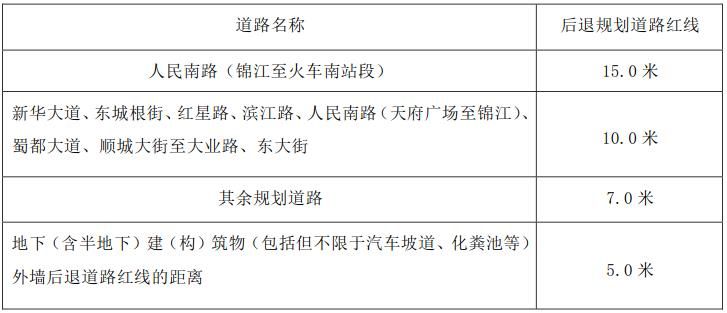 道路名称
后退规划道路红线
人民南路（锦江至火车南站段）
15.0 米
新华大道、东城根街、红星路、滨江路、人民南路（天府广场至锦江）、
蜀都大道、顺城大街至大业路、东大街
10.0 米
其余规划道路
7.0 米
地下（含半地下）建（构）筑物（包括但不限于汽车坡道、化粪池等）
外墙后退道路红线的距离
5.0 米